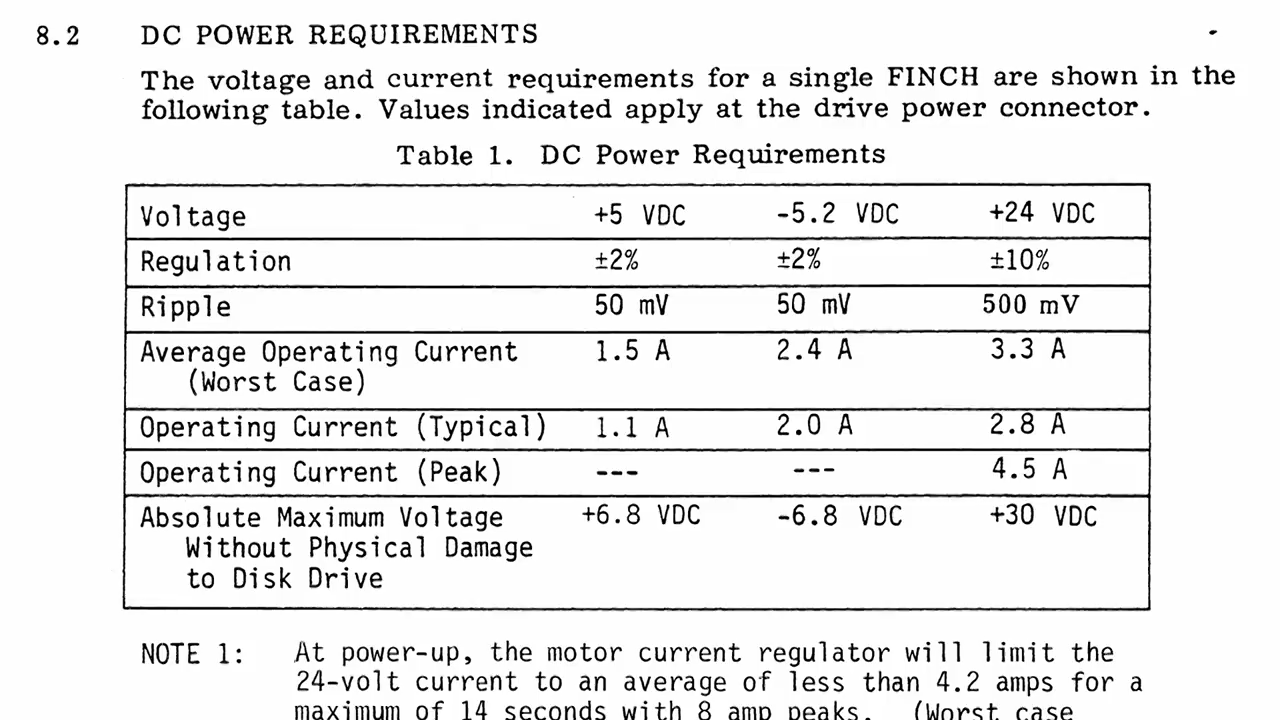 8.2 DC POWER REQUIREMENTS
The voltage and current requirements for a single FINCH are shown in the
following table. Values indicated apply at the drive power connector.
Table 1. DC Power Requirements
Voltage +5 VDC -5.2 VDC +24 VDC
Regulation ±2% ±2% ±10%
Ripple 50 mV 50 mV 500 mV
Average Operating Current 1.5 A 2.4 A 3.3 A
(Worst Case)
Operating Current (Typical) 1.1 A 2.0 A 2.8 A
Operating Current (Peak) --- --- 4.5 A
Absolute Maximum Voltage +6.8 VDC -6.8 VDC +30 VDC
Without Physical Damage
to Disk Drive
NOTE 1: At power-up, the motor current regulator will limit the
24-volt current to an average of less than 4.2 amps for a
maximum of 14 seconds with 8 amp peaks. (Worst case